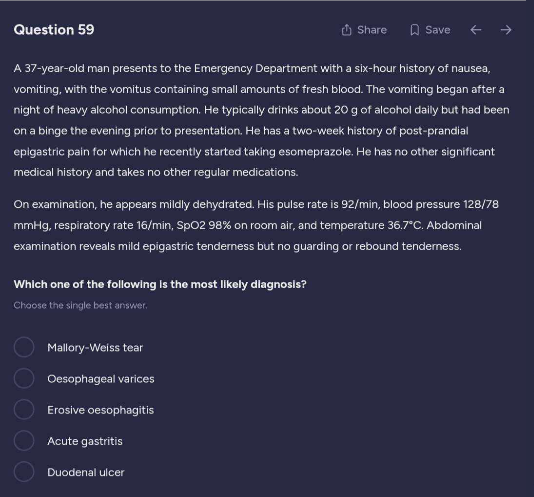 Question 59
Share
Save
A 37-year-old man presents to the Emergency Department with a six-hour history of nausea,
vomiting, with the vomitus containing small amounts of fresh blood. The vomiting began after a
night of heavy alcohol consumption. He typically drinks about 20 g of alcohol daily but had been
on a binge the evening prior to presentation. He has a two-week history of post-prandial
epigastric pain for which he recently started taking esomeprazole. He has no other significant
medical history and takes no other regular medications.
On examination, he appears mildly dehydrated. His pulse rate is 92/min, blood pressure 128/78
mmHg, respiratory rate 16/min, SpO2 98% on room air, and temperature 36.7°C. Abdominal
examination reveals mild epigastric tenderness but no guarding or rebound tenderness.
Which one of the following is the most likely diagnosis?
Choose the single best answer.
Mallory-Weiss tear
Oesophageal varices
Erosive oesophagitis
Acute gastritis
Duodenal ulcer